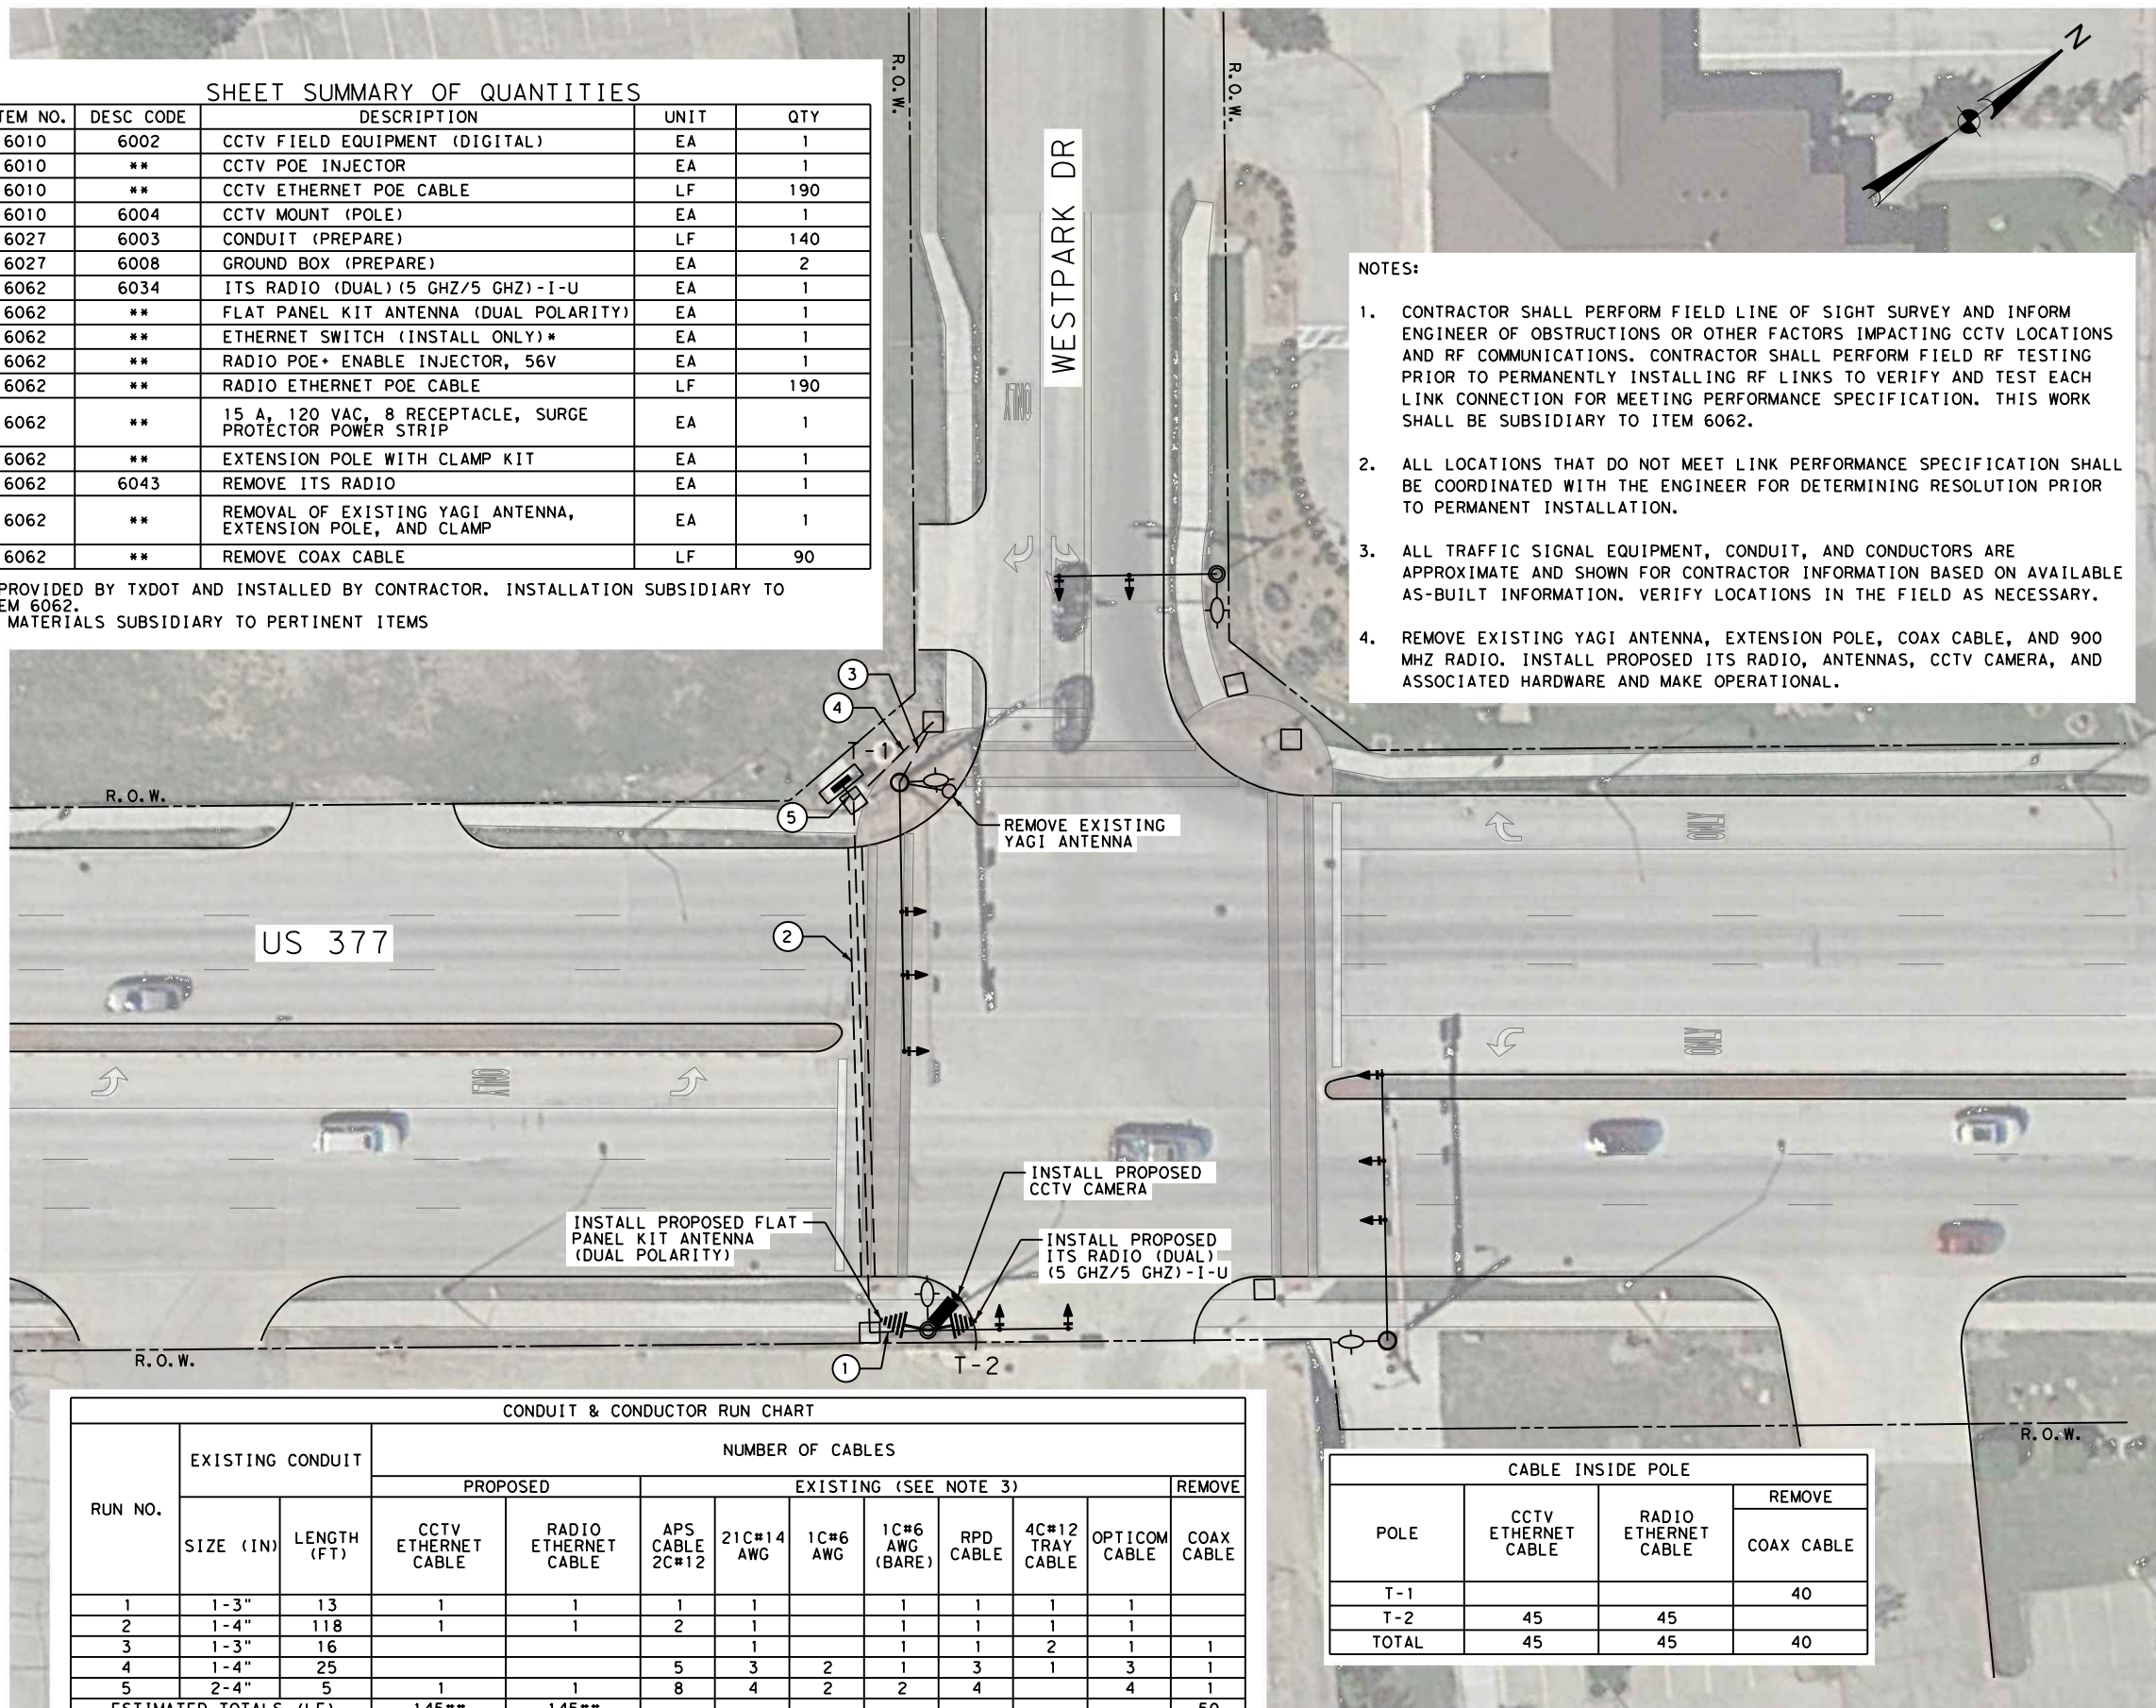 SHEET SUMMARY OF QUANTITIES
TEM NO. DESC CODE DESCRIPTION UNIT QTY
6010 6002 CCTV FIELD EQUIPMENT (DIGITAL) EA 1
6010 ** CCTV POE INJECTOR EA 1
6010 ** CCTV ETHERNET POE CABLE LF 190
6010 6004 CCTV MOUNT (POLE) EA 1
6027 6003 CONDUIT (PREPARE) LF 140
6027 6008 GROUND BOX (PREPARE) EA 2
6062 6034 ITS RADIO (DUAL)(5 GHZ/5 GHZ)-I-U EA 1
6062 ** FLAT PANEL KIT ANTENNA (DUAL POLARITY) EA 1
6062 ** ETHERNET SWITCH (INSTALL ONLY)* EA 1
6062 ** RADIO POE+ ENABLE INJECTOR, 56V EA 1
6062 ** RADIO ETHERNET POE CABLE LF 190
6062 ** 15 A, 120 VAC, 8 RECEPTACLE, SURGE PROTECTOR POWER STRIP EA 1
6062 ** EXTENSION POLE WITH CLAMP KIT EA 1
6062 6043 REMOVE ITS RADIO EA 1
6062 ** REMOVAL OF EXISTING YAGI ANTENNA, EXTENSION POLE, AND CLAMP EA 1
6062 ** REMOVE COAX CABLE LF 90
PROVIDED BY TXDOT AND INSTALLED BY CONTRACTOR. INSTALLATION SUBSIDIARY TO
EM 6062.
MATERIALS SUBSIDIARY TO PERTINENT ITEMS
R.O.W.
R.O.W.
WESTPARK DR
N
ONLY
NOTES:
1. CONTRACTOR SHALL PERFORM FIELD LINE OF SIGHT SURVEY AND INFORM
ENGINEER OF OBSTRUCTIONS OR OTHER FACTORS IMPACTING CCTV LOCATIONS
AND RF COMMUNICATIONS. CONTRACTOR SHALL PERFORM FIELD RF TESTING
PRIOR TO PERMANENTLY INSTALLING RF LINKS TO VERIFY AND TEST EACH
LINK CONNECTION FOR MEETING PERFORMANCE SPECIFICATION. THIS WORK
SHALL BE SUBSIDIARY TO ITEM 6062.
2. ALL LOCATIONS THAT DO NOT MEET LINK PERFORMANCE SPECIFICATION SHALL
BE COORDINATED WITH THE ENGINEER FOR DETERMINING RESOLUTION PRIOR
TO PERMANENT INSTALLATION.
3. ALL TRAFFIC SIGNAL EQUIPMENT, CONDUIT, AND CONDUCTORS ARE
APPROXIMATE AND SHOWN FOR CONTRACTOR INFORMATION BASED ON AVAILABLE
AS-BUILT INFORMATION. VERIFY LOCATIONS IN THE FIELD AS NECESSARY.
4. REMOVE EXISTING YAGI ANTENNA, EXTENSION POLE, COAX CABLE, AND 900
MHZ RADIO. INSTALL PROPOSED ITS RADIO, ANTENNAS, CCTV CAMERA, AND
ASSOCIATED HARDWARE AND MAKE OPERATIONAL.
3
4
T-1
R.O.W.
5
REMOVE EXISTING
YAGI ANTENNA
ONLY
US 377
2
ONLY
ONLY
INSTALL PROPOSED
CCTV CAMERA
INSTALL PROPOSED FLAT
PANEL KIT ANTENNA
(DUAL POLARITY)
INSTALL PROPOSED
ITS RADIO (DUAL)
(5 GHZ/5 GHZ)-I-U
R.O.W.
1
T-2
R.O.W.
CONDUIT & CONDUCTOR RUN CHART
RUN NO. EXISTING CONDUIT NUMBER OF CABLES
PROPOSED EXISTING (SEE NOTE 3) REMOVE
SIZE (IN) LENGTH (FT) CCTV ETHERNET CABLE RADIO ETHERNET CABLE APS CABLE 2C#12 21C#14 AWG 1C#6 AWG 1C#6 AWG (BARE) RPD CABLE 4C#12 TRAY CABLE OPTICOM CABLE COAX CABLE
1 1-3" 13 1 1 1 1 1 1 1 1
2 1-4" 118 1 1 2 1 1 1 1 1
3 1-3" 16 1 1 1 2 1 1
4 1-4" 25 5 3 2 1 3 1 3 1
5 2-4" 5 1 1 8 4 2 2 4 4 1
ESTIMATED TOTALS (LF) 145** 145** 50
CABLE INSIDE POLE
POLE CCTV ETHERNET CABLE RADIO ETHERNET CABLE REMOVE
COAX CABLE
T-1 40
T-2 45 45
TOTAL 45 45 40